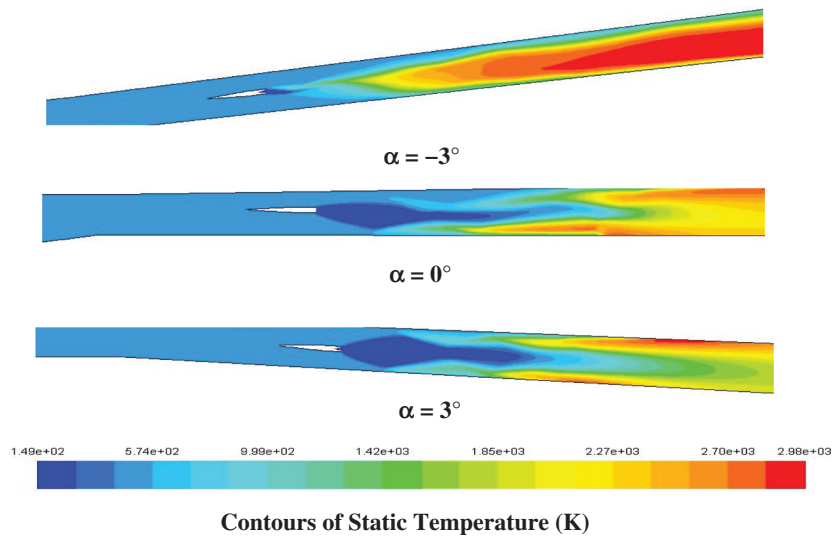 α = −3°
α = 0°
α = 3°
1.49e+02 5.74e+02 9.99e+02 1.42e+03 1.85e+03 2.27e+03 2.70e+03 2.98e+03
Contours of Static Temperature (K)